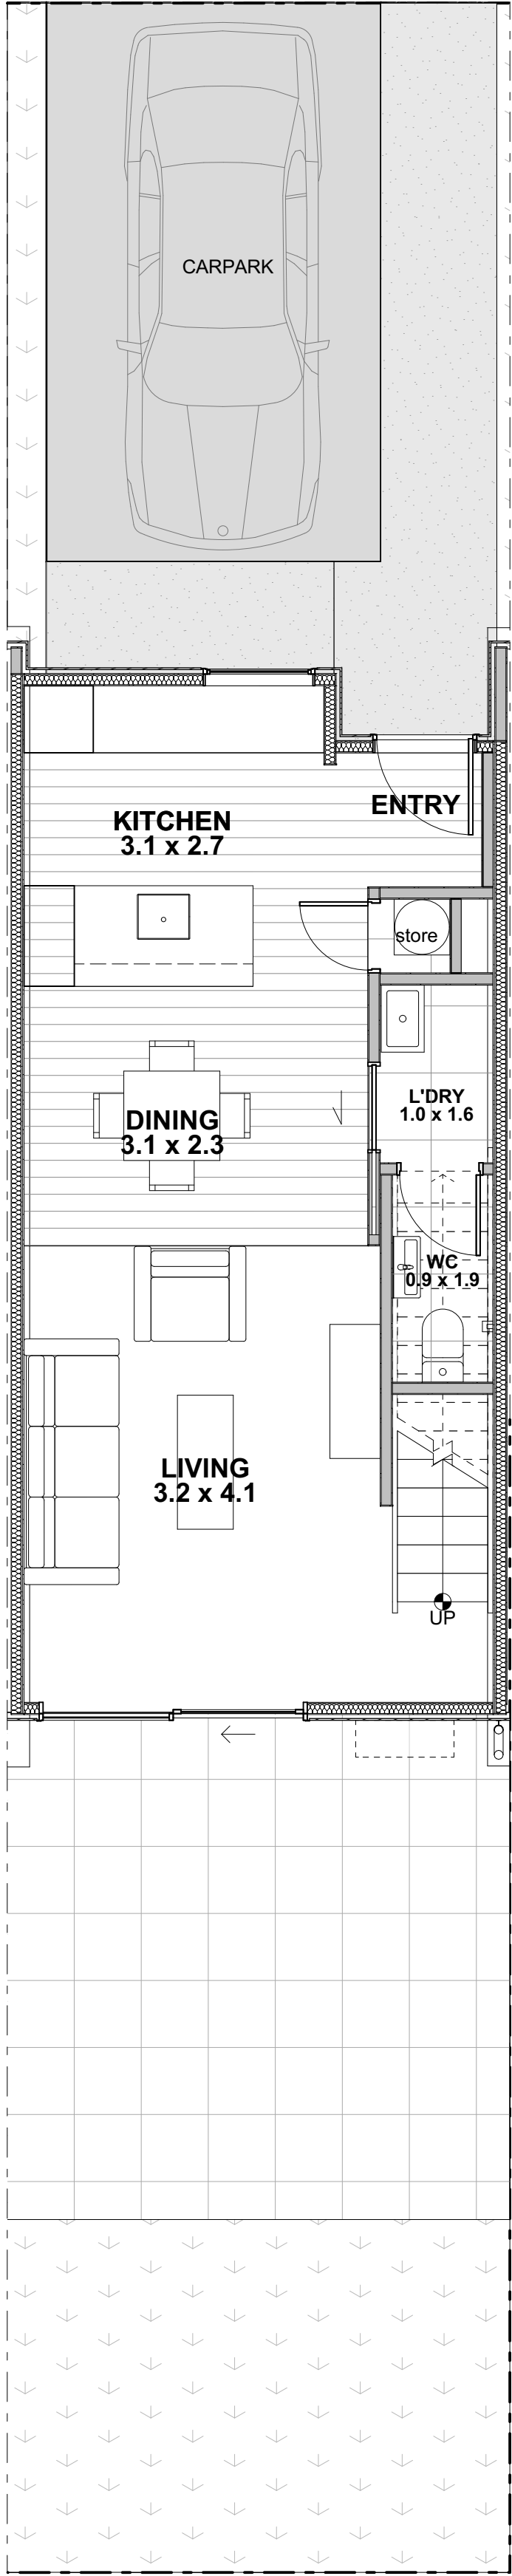 CARPARK
KITCHEN
3.1 x 2.7
ENTRY
store
L'DRY
1.0 x 1.6
DINING
3.1 x 2.3
WC
0.9 x 1.9
LIVING
3.2 x 4.1
UP